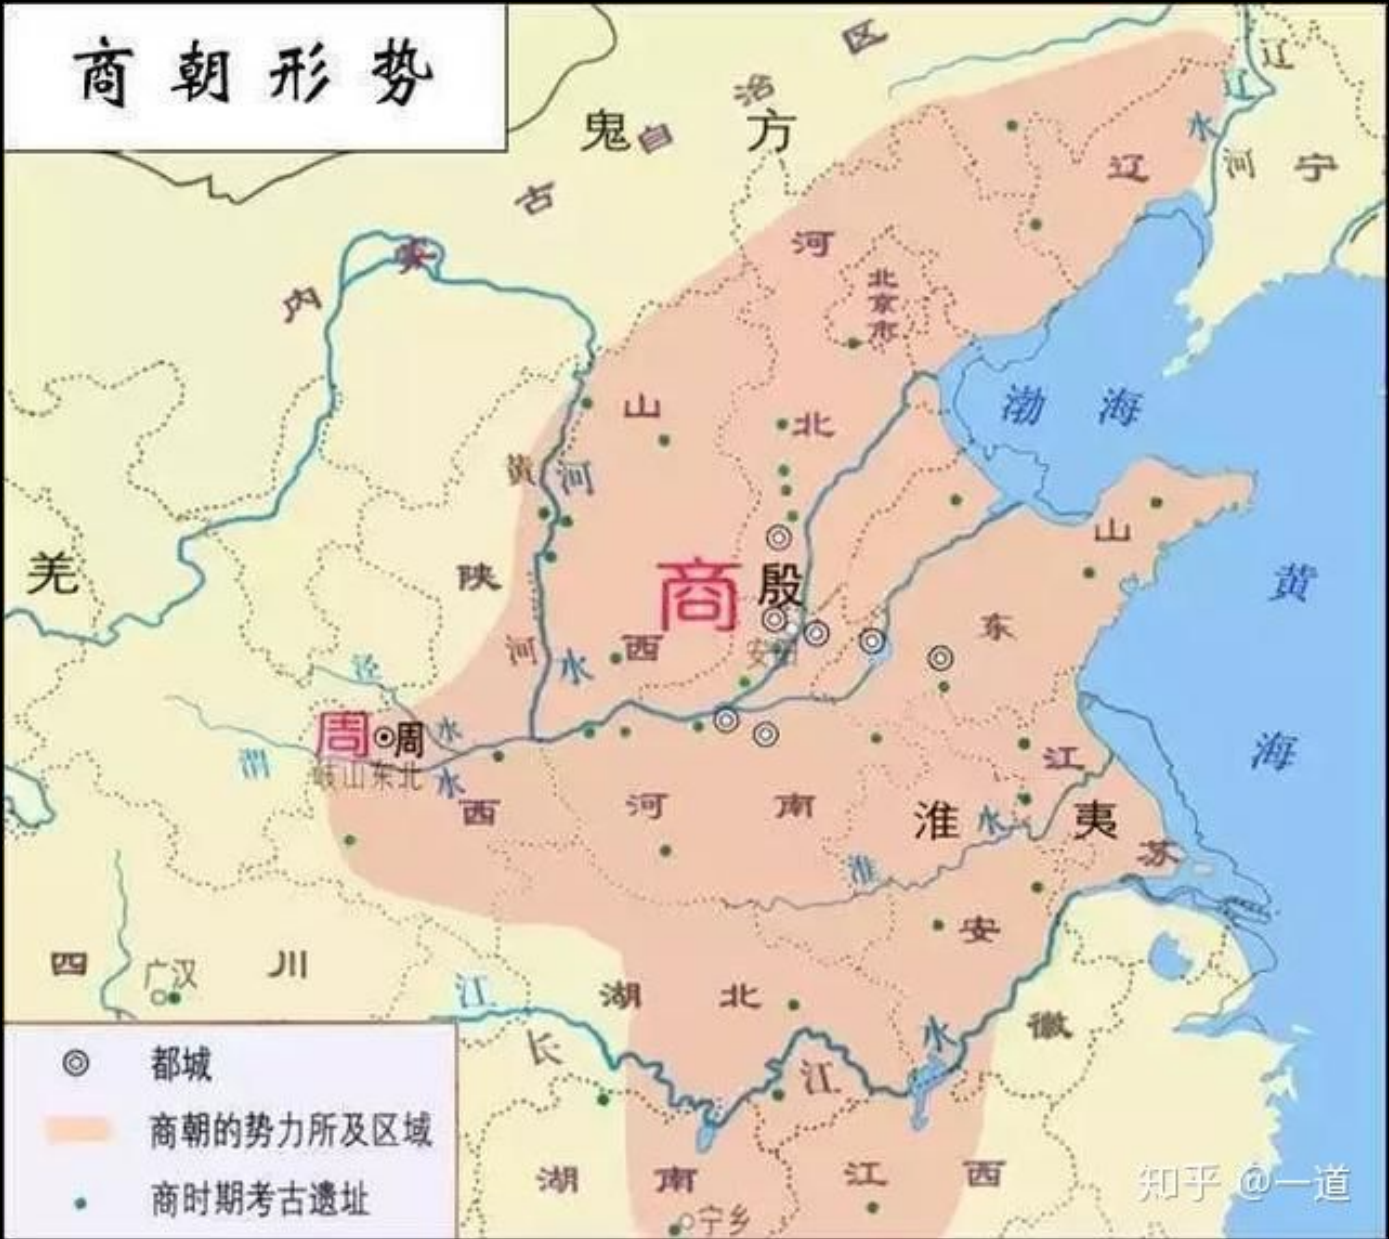 商朝形势
区
治
鬼
自
方
古
内
蒙
辽
辽
水
河
辽
宁
河
北
京
市
山
北
渤海
黄
河
羌
陕
商
殷
山
东
黄
海
河
水
西
泾
水
渭
水
周
周
岐山东北
西
河
南
江
淮
水
夷
苏
淮
安
四
川
广汉
江
湖
北
水
徽
长
江
都城
商朝的势力所及区域
商时期考古遗址
湖
南
江
西
宁乡
知乎 @一道